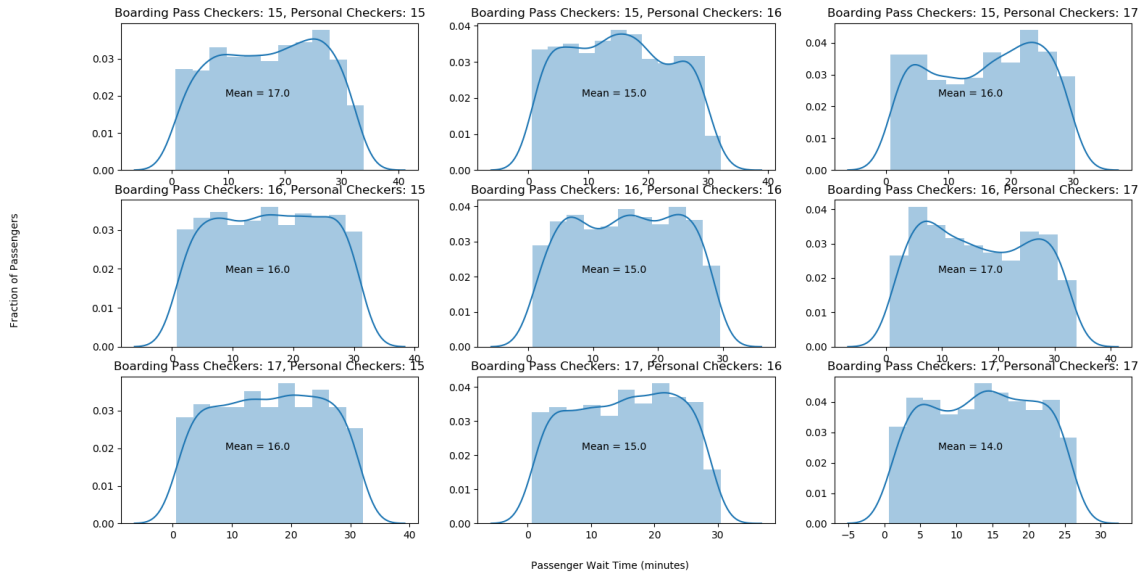 Boarding Pass Checkers: 15, Personal Checkers: 15
0.03
0.02
0.01
0.00
Mean = 17.0
0 10 20 30 40
Boarding Pass Checkers: 15, Personal Checkers: 16
0.04
0.03
0.02
0.01
0.00
Mean = 15.0
0 10 20 30 40
Boarding Pass Checkers: 15, Personal Checkers: 17
0.04
0.03
0.02
0.01
0.00
Mean = 16.0
0 10 20 30
Fraction of Passengers
Boarding Pass Checkers: 16, Personal Checkers: 15
0.03
0.02
0.01
0.00
Mean = 16.0
0 10 20 30 40
Boarding Pass Checkers: 16, Personal Checkers: 16
0.04
0.03
0.02
0.01
0.00
Mean = 15.0
0 10 20 30
Boarding Pass Checkers: 16, Personal Checkers: 17
0.04
0.03
0.02
0.01
0.00
Mean = 17.0
0 10 20 30 40
Boarding Pass Checkers: 17, Personal Checkers: 15
0.03
0.02
0.01
0.00
Mean = 16.0
0 10 20 30 40
Boarding Pass Checkers: 17, Personal Checkers: 16
0.04
0.03
0.02
0.01
0.00
Mean = 15.0
0 10 20 30
Boarding Pass Checkers: 17, Personal Checkers: 17
0.04
0.03
0.02
0.01
0.00
Mean = 14.0
−5 0 5 10 15 20 25 30
Passenger Wait Time (minutes)